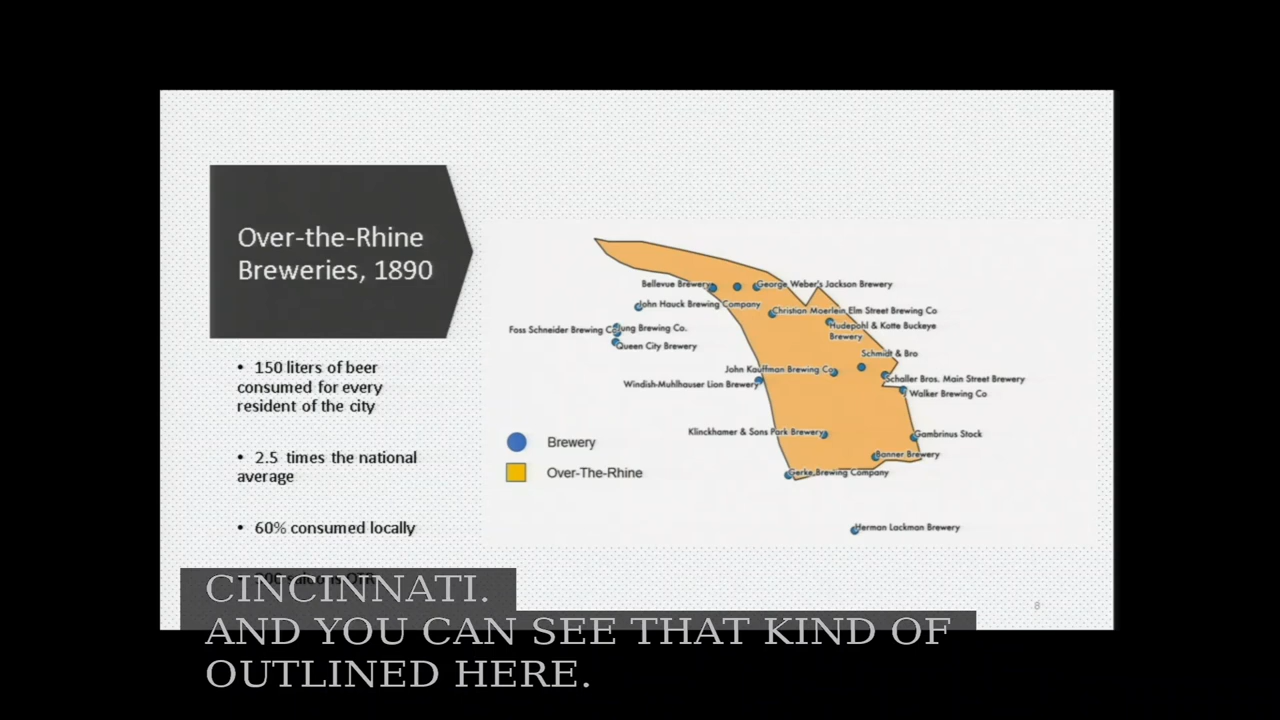 Over-the-Rhine
Breweries, 1890
• 150 liters of beer
consumed for every
resident of the city
• 2.5 times the national
average
• 60% consumed locally
Bellevue Brewery
George Weber's Jackson Brewery
John Hauck Brewing Company
Christian Moerlein Elm Street Brewing Co
Foss Schneider Brewing Co
Jung Brewing Co.
Hudepohl & Kotte Buckeye
Brewery
Queen City Brewery
Schmidt & Bro
John Kauffman Brewing Co
Schaller Bros. Main Street Brewery
Windish-Muhlhauser Lion Brewery
Walker Brewing Co
Klinckhamer & Sons Park Brewery
Gambrinus Stock
Banner Brewery
Gerke Brewing Company
Herman Lackman Brewery
Brewery
Over-The-Rhine
8
CINCINNATI.
AND YOU CAN SEE THAT KIND OF
OUTLINED HERE.